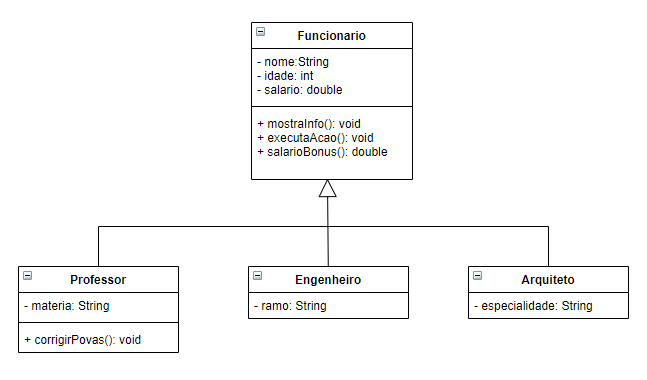 Funcionario
- nome:String
- idade: int
- salario: double
+ mostraInfo(): void
+ executaAcao(): void
+ salarioBonus(): double
Professor
- materia: String
+ corrigirPovas(): void
Engenheiro
- ramo: String
Arquiteto
- especialidade: String